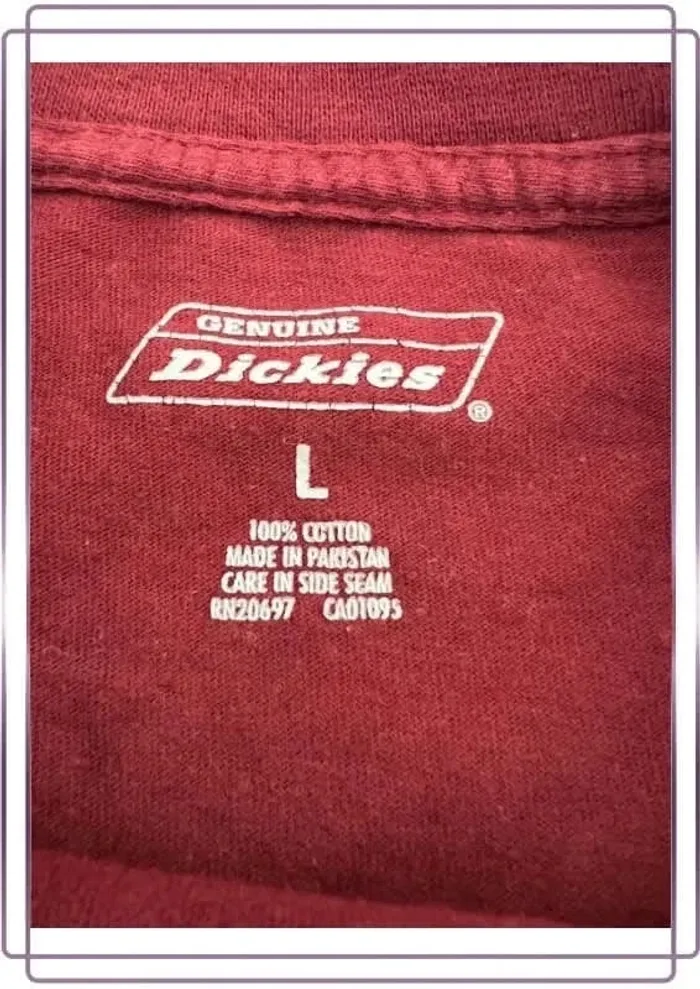 GENUINE
Dickies
®
L
100% COTTON
MADE IN PAKISTAN
CARE IN SIDE SEAM
RN20697 CA01095